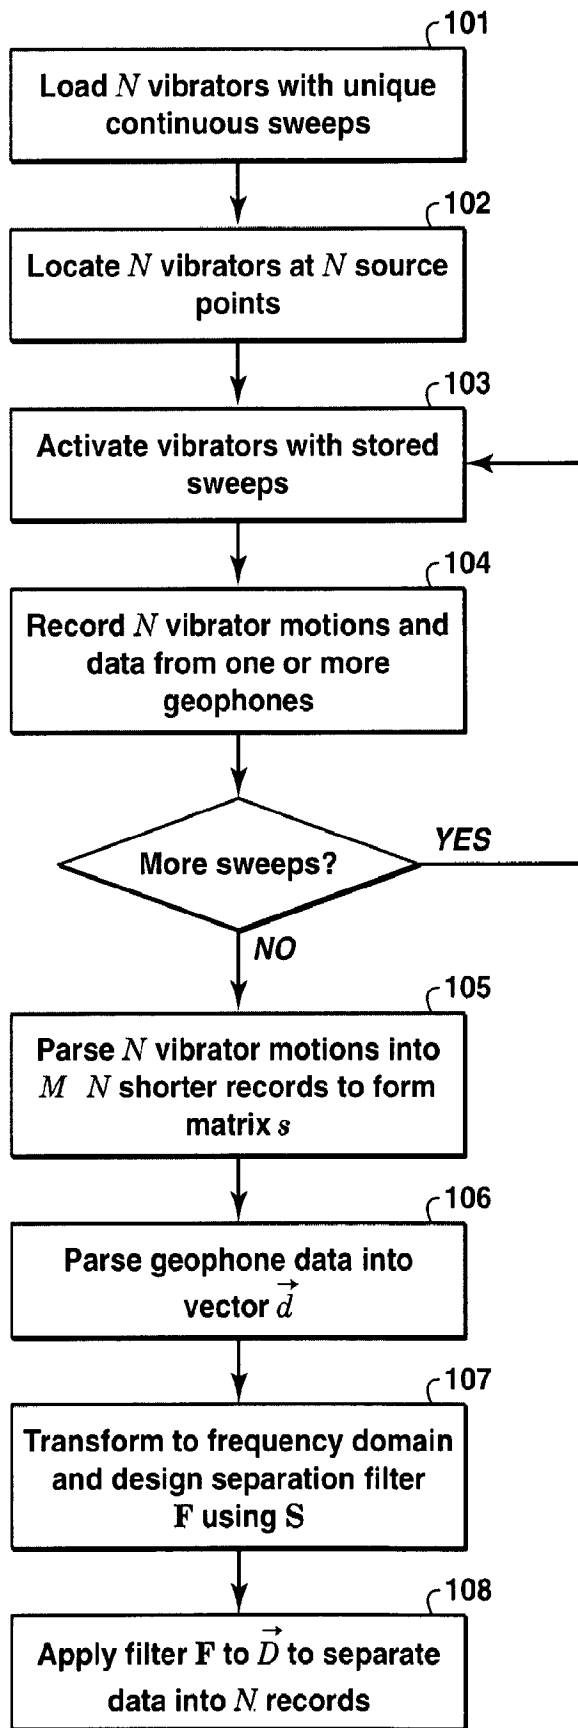 101
Load N vibrators with unique
continuous sweeps
102
Locate N vibrators at N source
points
103
Activate vibrators with stored
sweeps
104
Record N vibrator motions and
data from one or more
geophones
More sweeps?
YES
NO
105
Parse N vibrator motions into
M N shorter records to form
matrix s
106
Parse geophone data into
vector d⃗
107
Transform to frequency domain
and design separation filter
F using S
108
Apply filter F to D⃗ to separate
data into N records